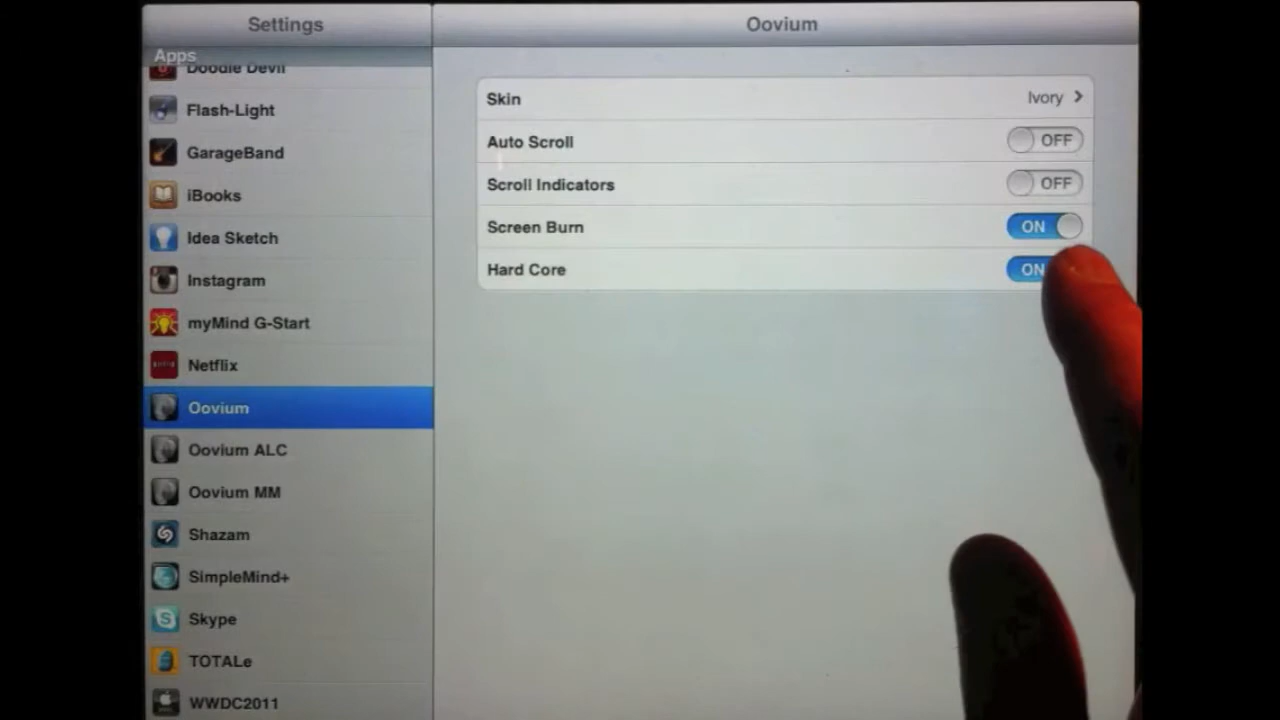 Settings
Oovium
Apps
Doodle Devil
Flash-Light
GarageBand
iBooks
Idea Sketch
Instagram
myMind G-Start
Netflix
Oovium
Oovium ALC
Oovium MM
Shazam
SimpleMind+
Skype
TOTALe
WWDC2011
Skin Ivory
Auto Scroll OFF
Scroll Indicators OFF
Screen Burn ON
Hard Core ON